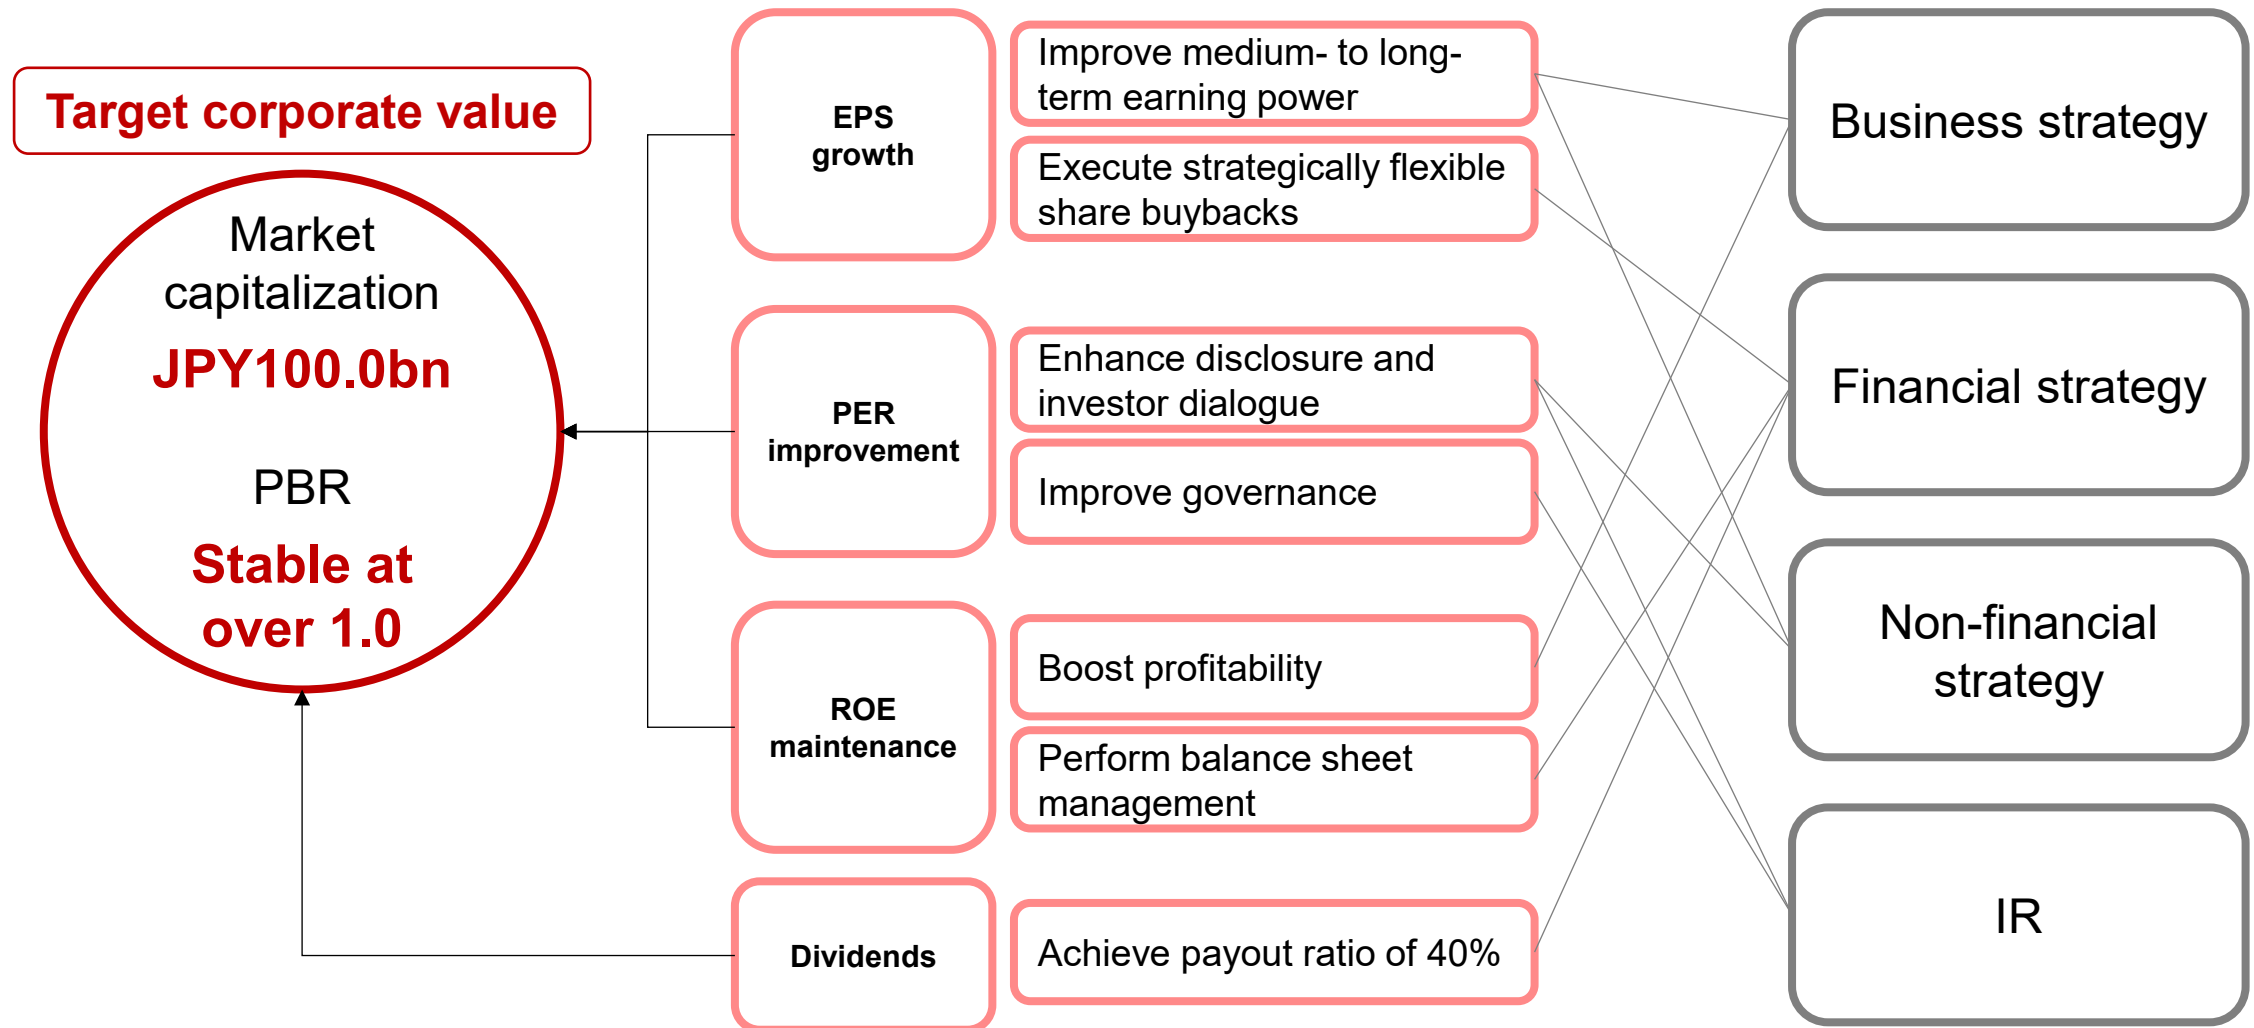 Target corporate value
Market
capitalization
JPY100.0bn
PBR
Stable at
over 1.0
EPS
growth
Improve medium- to long-
term earning power
Execute strategically flexible
share buybacks
PER
improvement
Enhance disclosure and
investor dialogue
Improve governance
ROE
maintenance
Boost profitability
Perform balance sheet
management
Dividends
Achieve payout ratio of 40%
Business strategy
Financial strategy
Non-financial
strategy
IR